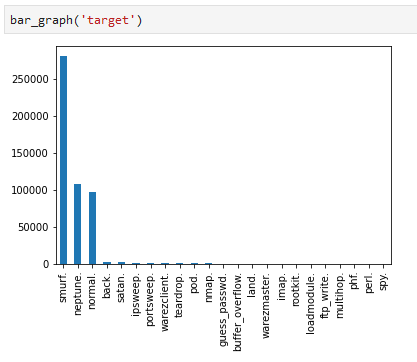 bar_graph('target')
250000
200000
150000
100000
50000
0
smurf.
neptune.
normal.
back.
satan.
ipsweep.
portsweep.
warezclient.
teardrop.
pod.
nmap.
guess_passwd.
buffer_overflow.
land.
warezmaster.
imap.
rootkit.
loadmodule.
ftp_write.
multihop.
phf.
perl.
spy.